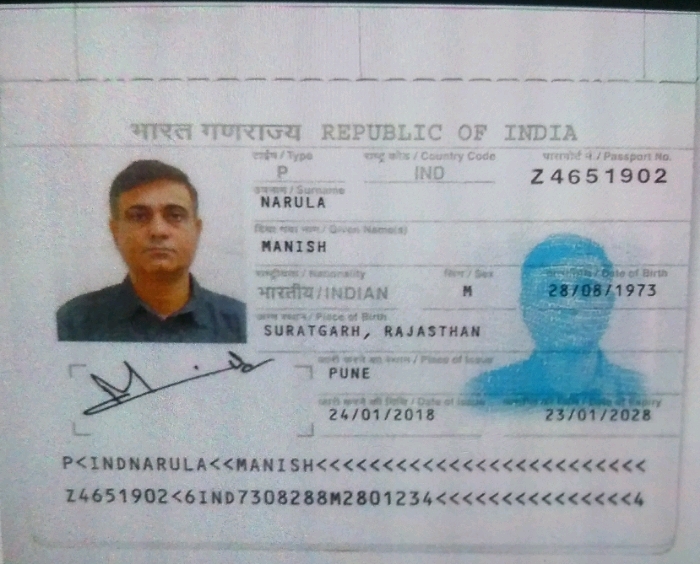 भारत गणराज्य REPUBLIC OF INDIA
टाईप / Type राष्ट्र कोड / Country Code पासपोर्ट नं. / Passport No.
P IND Z4651902
उपनाम / Surname
NARULA
दिया गया नाम / Given Name(s)
MANISH
राष्ट्रीयता / Nationality लिंग / Sex जन्मतिथि / Date of Birth
भारतीय / INDIAN M 28/08/1973
जन्म स्थान / Place of Birth
SURATGARH, RAJASTHAN
जारी करने का स्थान / Place of Issue
PUNE
जारी करने की तिथि / Date of Issue / Date of Expiry
24/01/2018 23/01/2028
P<INDNARULA<<MANISH<<<<<<<<<<<<<<<<<<<<<<<<<
Z4651902<6IND7308288M2801234<<<<<<<<<<<<<<<4